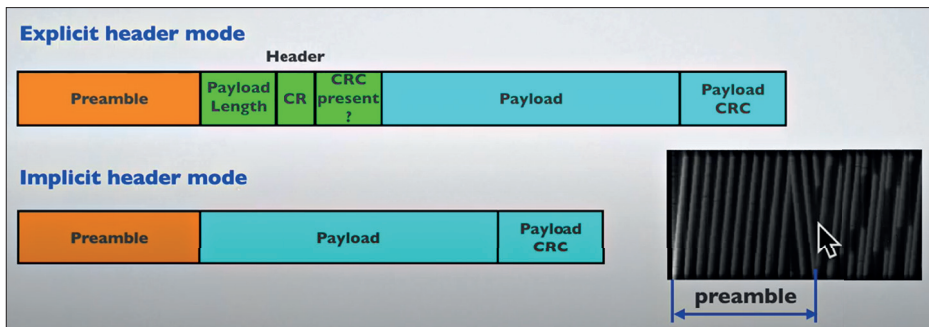 Explicit header mode
Header
Preamble
Payload
Length
CR
CRC
present
?
Payload
Payload
CRC
Implicit header mode
Preamble
Payload
Payload
CRC
preamble